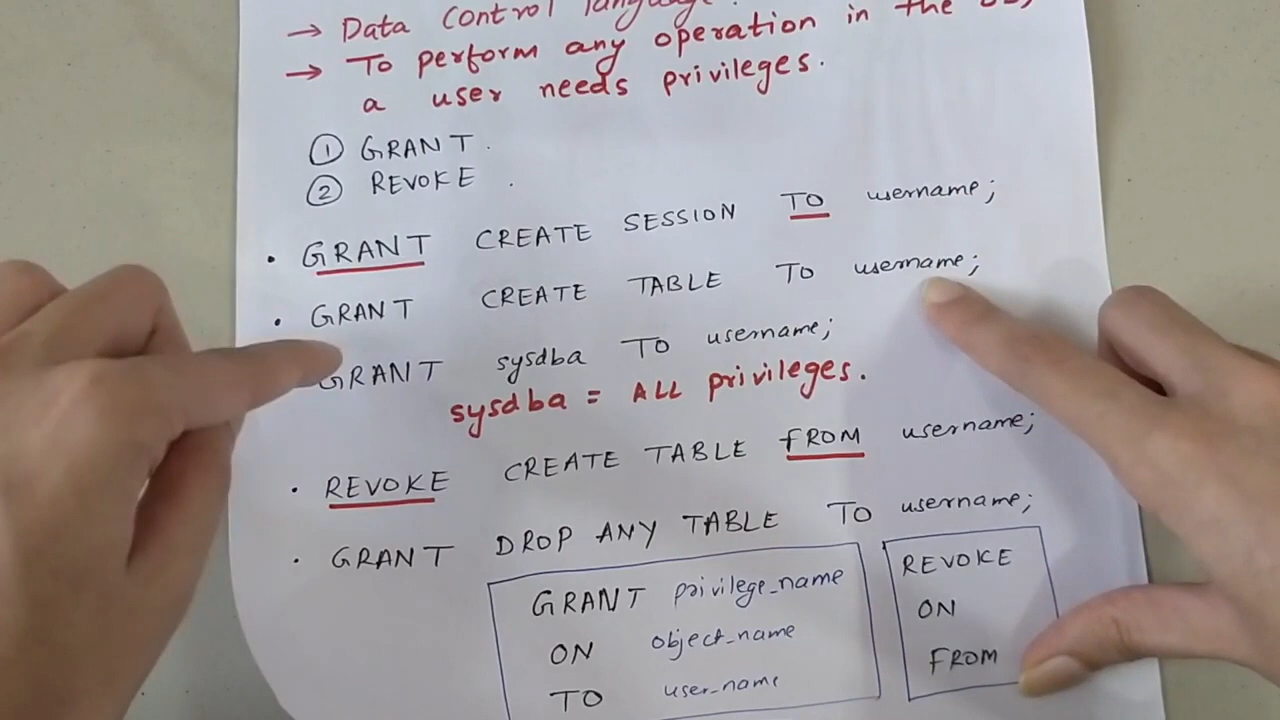 → Data Control language.
→ To perform any operation in the
a user needs privileges.
① GRANT.
② REVOKE.
• GRANT CREATE SESSION TO username;
• GRANT CREATE TABLE TO username;
GRANT sysdba TO username;
sysdba = ALL privileges.
• REVOKE CREATE TABLE FROM username;
• GRANT DROP ANY TABLE TO username;
GRANT privilege_name
ON object_name
TO user_name
REVOKE
ON
FROM